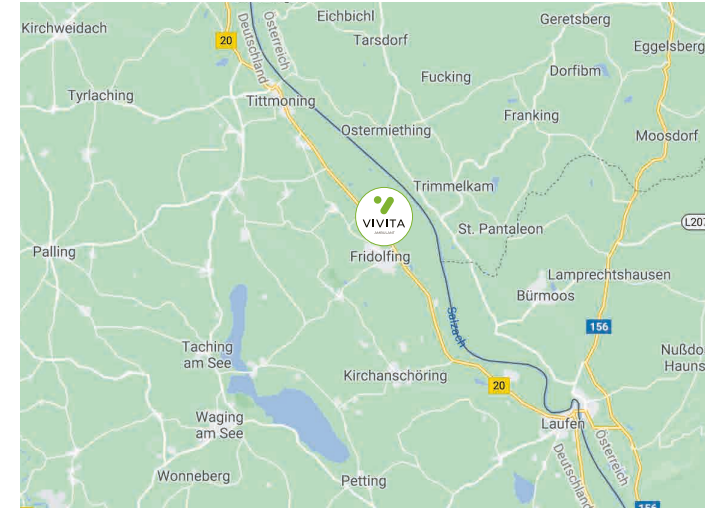 Eichbichl
Geretsberg
Kirchweidach
Deutschland
Österreich
20
Tarsdorf
Eggelsberg
Fucking
Dorfibm
Tyrlaching
Tittmoning
Franking
Ostermiething
Moosdorf
Trimmelkam
VIVITA
L207
St. Pantaleon
Palling
Fridolfing
Lamprechtshausen
Bürmoos
Salzach
156
Taching
am See
Nußdo
Hauns
Kirchanschöring
20
Waging
am See
Laufen
Österreich
Deutschland
Wonneberg
Petting
156